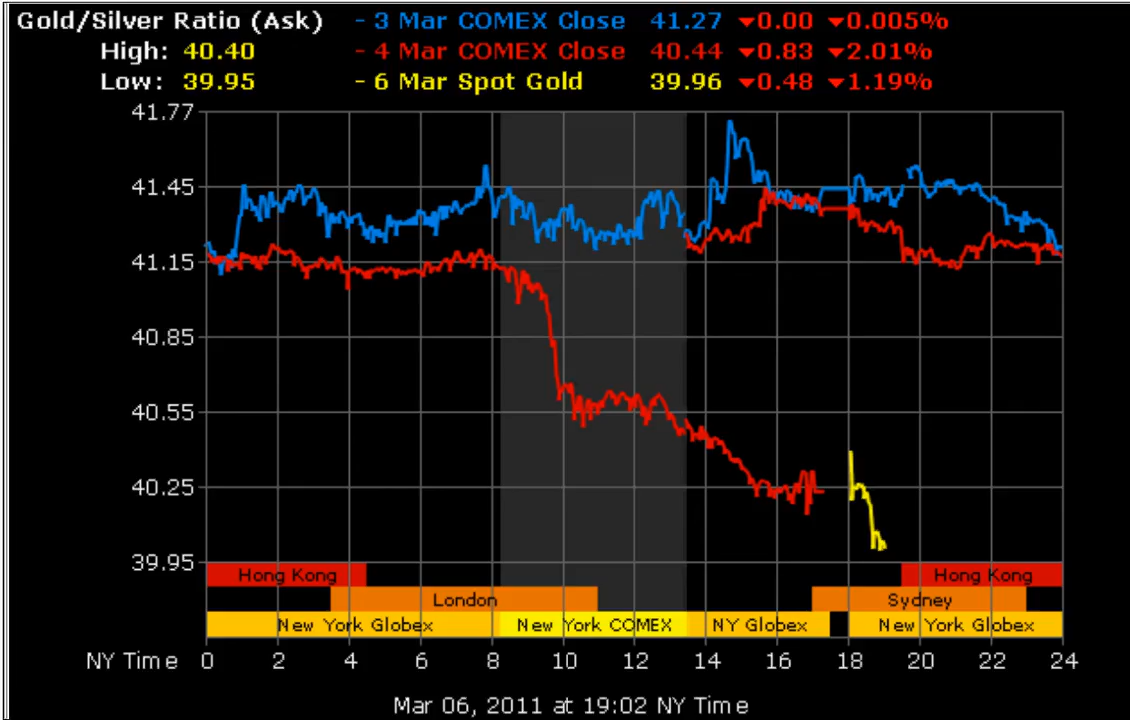 Gold/Silver Ratio (Ask) - 3 Mar COMEX Close 41.27 ▼0.00 ▼0.005%
High: 40.40 - 4 Mar COMEX Close 40.44 ▼0.83 ▼2.01%
Low: 39.95 - 6 Mar Spot Gold 39.96 ▼0.48 ▼1.19%
41.77
41.45
41.15
40.85
40.55
40.25
39.95
Hong Kong Hong Kong
London Sydney
New York Globex New York COMEX NY Globex New York Globex
NY Time 0 2 4 6 8 10 12 14 16 18 20 22 24
Mar 06, 2011 at 19:02 NY Time